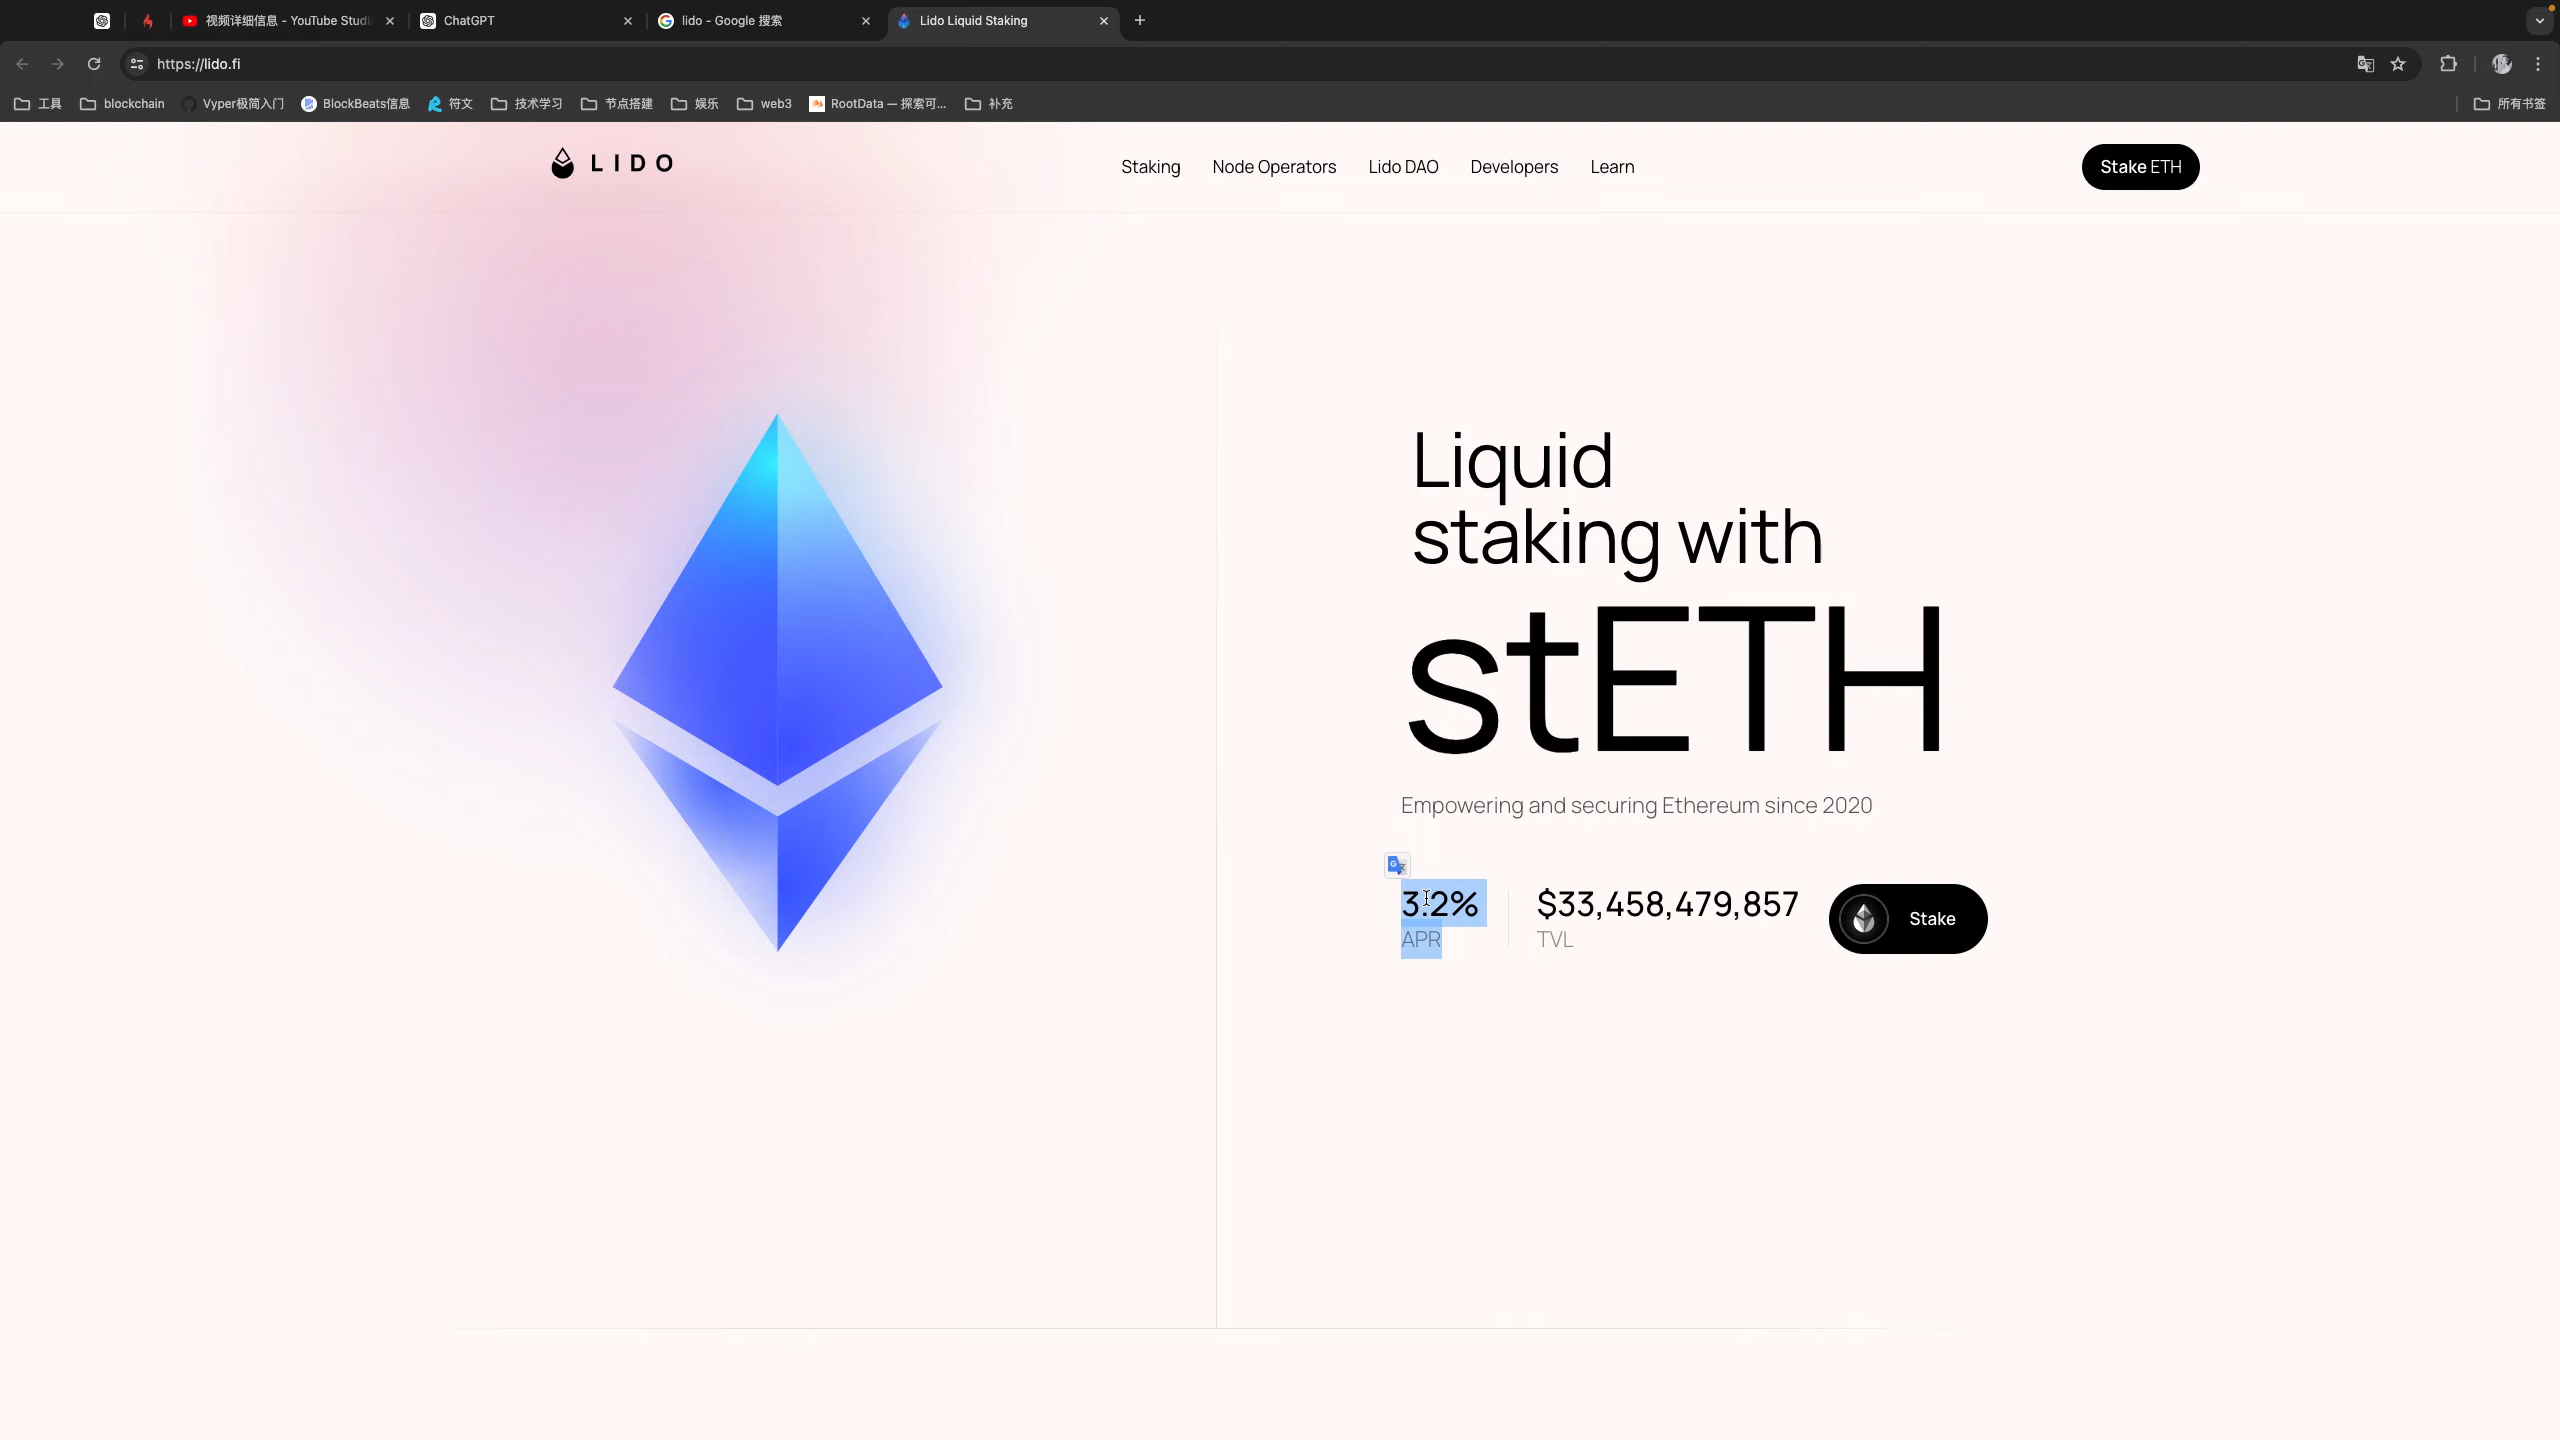 视频详细信息 - YouTube Studi
ChatGPT
lido - Google 搜索
Lido Liquid Staking
https://lido.fi
工具
blockchain
Vyper极简入门
BlockBeats信息
符文
技术学习
节点搭建
娱乐
web3
RootData — 探索可...
补充
所有书签
LIDO
Staking
Node Operators
Lido DAO
Developers
Learn
Stake ETH
Liquid
staking with
stETH
Empowering and securing Ethereum since 2020
3.2%
APR
$33,458,479,857
TVL
Stake